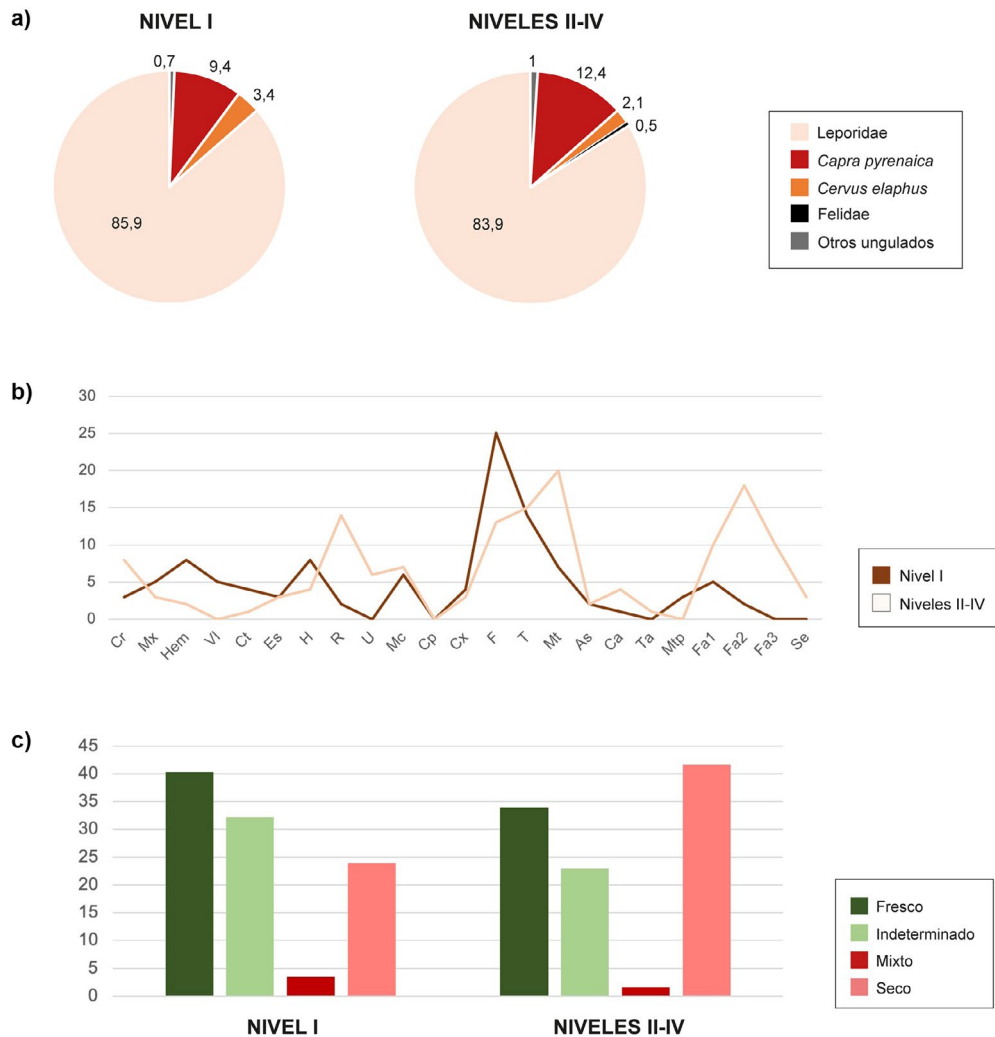 a)
NIVEL I
NIVELES II-IV
0,7
9,4
3,4
85,9
1
12,4
2,1
0,5
83,9
Leporidae
Capra pyrenaica
Cervus elaphus
Felidae
Otros ungulados
b)
30
25
20
15
10
5
0
Cr Mx Hem Vl Ct Es H R U Mc Cp Cx F T Mt As Ca Ta Mtp Fa1 Fa2 Fa3 Se
Nivel I
Niveles II-IV
c)
45
40
35
30
25
20
15
10
5
0
NIVEL I
NIVELES II-IV
Fresco
Indeterminado
Mixto
Seco